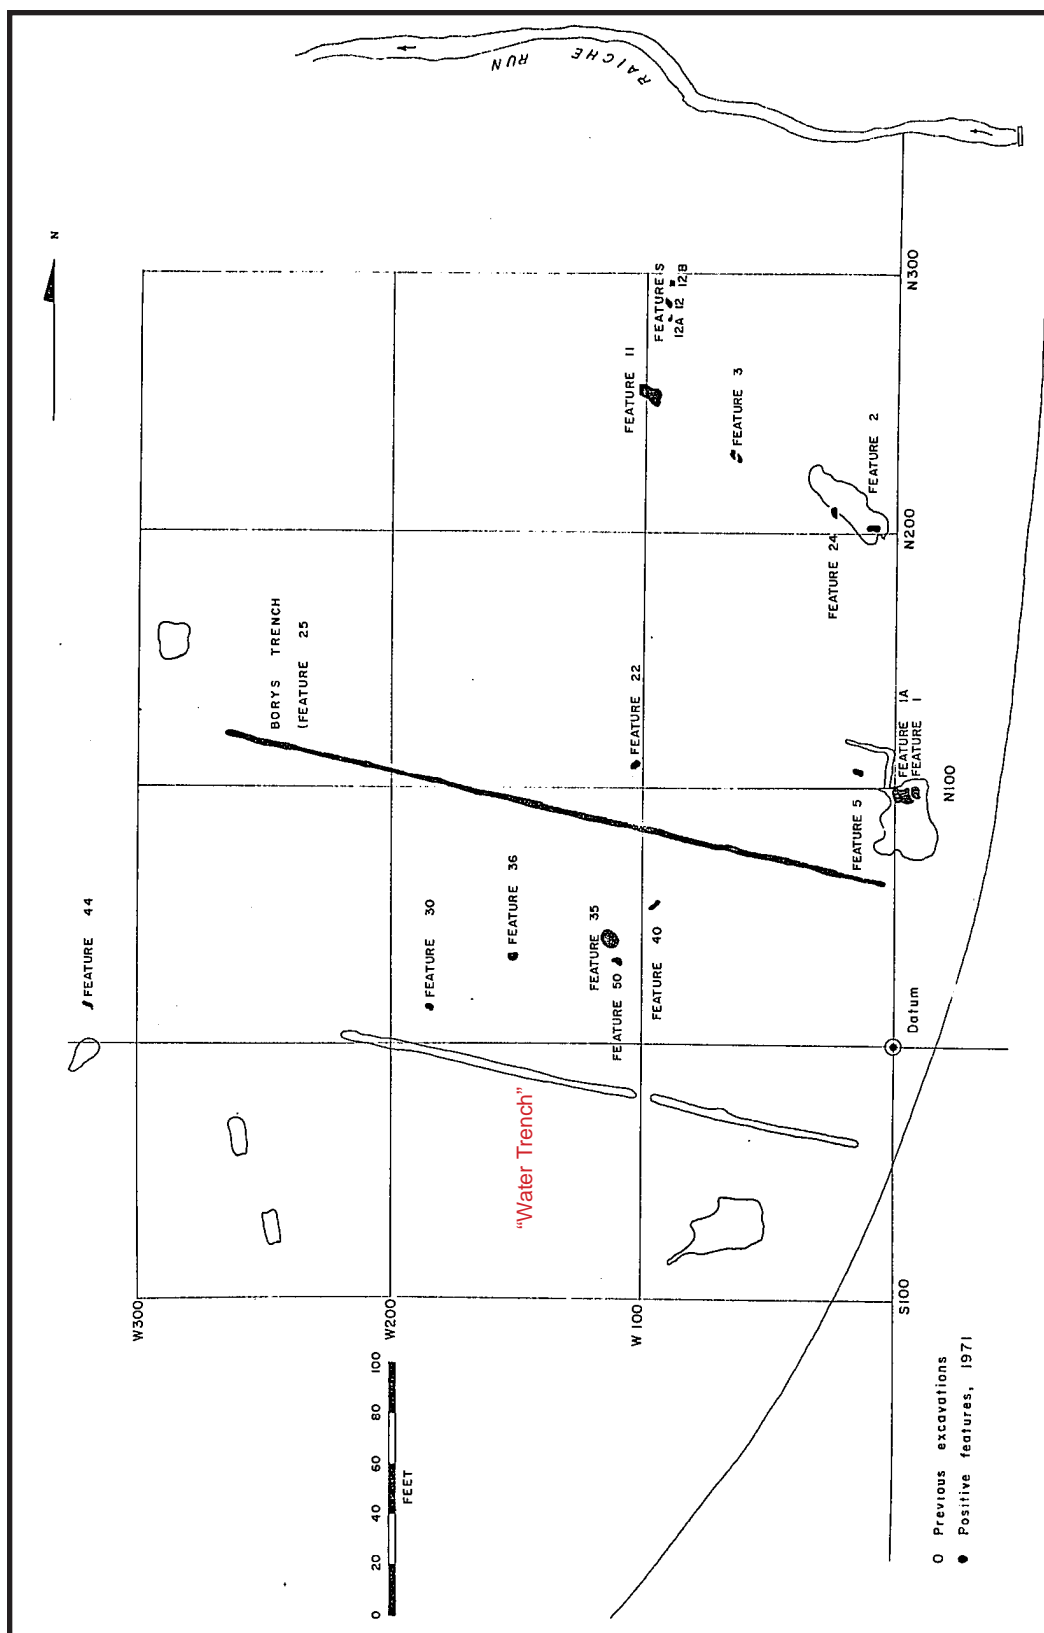 RAICHE RUN
N
FEATURES
12A 12 12B
FEATURE 11
FEATURE 3
FEATURE 2
FEATURE 24
N300
N200
BORYS TRENCH
(FEATURE 25
FEATURE 22
FEATURE 1A
FEATURE 1
N100
FEATURE 5
FEATURE 44
FEATURE 30
FEATURE 36
FEATURE 35
FEATURE 50
FEATURE 40
Datum
"Water Trench"
W300
W200
W 100
S100
0 20 40 60 80 100
FEET
O Previous excavations
● Positive features, 1971